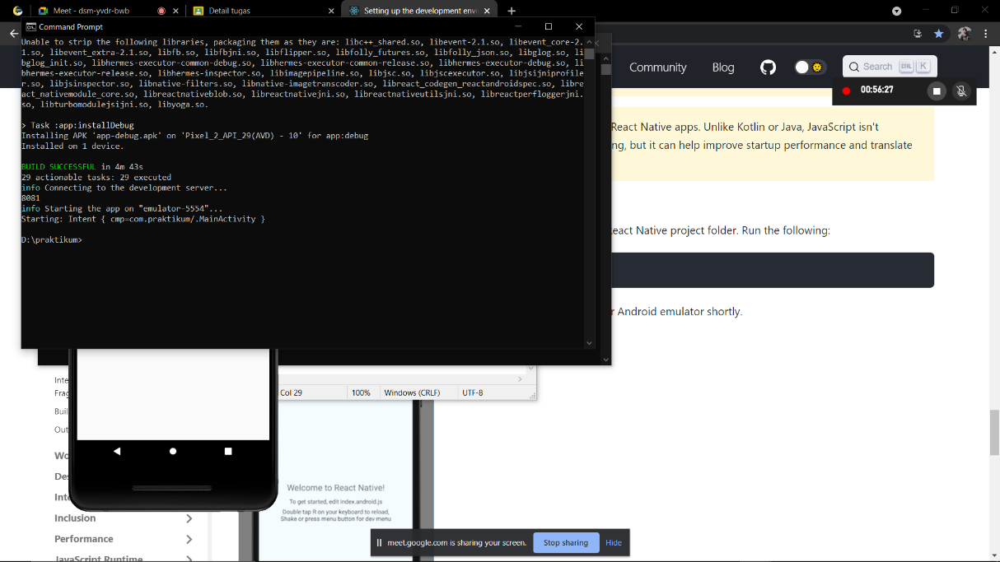 Meet - dsm-yvdr-bwb
Detail tugas
Setting up the development envi
Command Prompt
Unable to strip the following libraries, packaging them as they are: libc++_shared.so, libevent-2.1.so, libevent_core-2.
1.so, libevent_extra-2.1.so, libfb.so, libfbjni.so, libflipper.so, libfolly_futures.so, libfolly_json.so, libglog.so, li
bglog_init.so, libhermes-executor-common-debug.so, libhermes-executor-common-release.so, libhermes-executor-debug.so, li
bhermes-executor-release.so, libhermes-inspector.so, libimagepipeline.so, libjsc.so, libjscexecutor.so, libjsijniprofile
r.so, libjsinspector.so, libnative-filters.so, libnative-imagetranscoder.so, libreact_codegen_reactandroidspec.so, libre
act_nativemodule_core.so, libreactnativeblob.so, libreactnativejni.so, libreactnativeutilsjni.so, libreactperfloggerjni.
so, libturbomodulejsijni.so, libyoga.so.
> Task :app:installDebug
Installing APK 'app-debug.apk' on 'Pixel_2_API_29(AVD) - 10' for app:debug
Installed on 1 device.
BUILD SUCCESSFUL in 4m 43s
29 actionable tasks: 29 executed
info Connecting to the development server...
8081
info Starting the app on "emulator-5554"...
Starting: Intent { cmp=com.praktikum/.MainActivity }
D:\praktikum>
Community
Blog
Search CTRL K
00:56:27
React Native apps. Unlike Kotlin or Java, JavaScript isn't
ng, but it can help improve startup performance and translate
eact Native project folder. Run the following:
r Android emulator shortly.
Col 29
100%
Windows (CRLF)
UTF-8
Inte
Frag
Buil
Out
Wo
Des
Inte
Inclusion
Performance
JavaScript Runtime
Welcome to React Native!
To get started, edit index.android.js
Double tap R on your keyboard to reload,
Shake or press menu button for dev menu
meet.google.com is sharing your screen.
Stop sharing
Hide